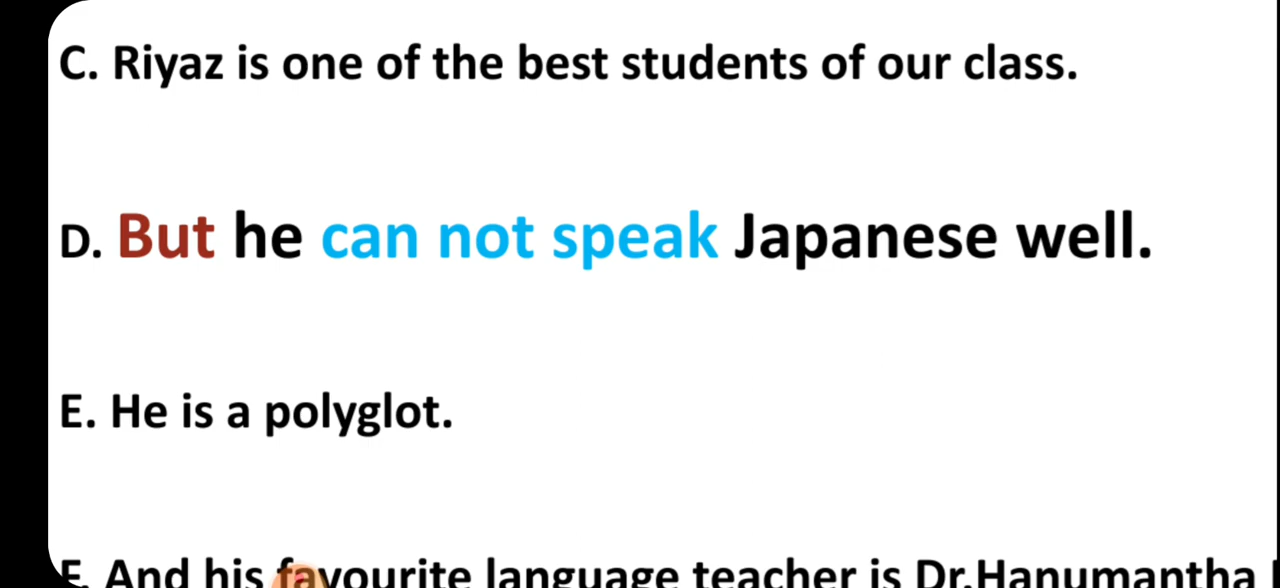 C. Riyaz is one of the best students of our class.
D. But he can not speak Japanese well.
E. He is a polyglot.
F. And his favourite language teacher is Dr.Hanumantha